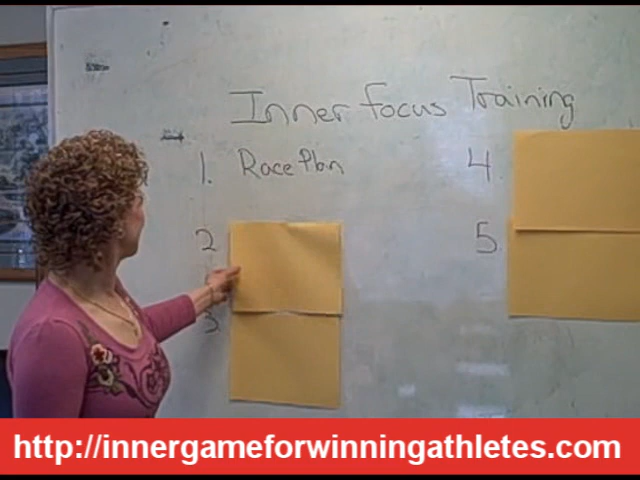 Inner Focus Training
1. Race Plan
2
3
4.
5
http://innergameforwinningathletes.com